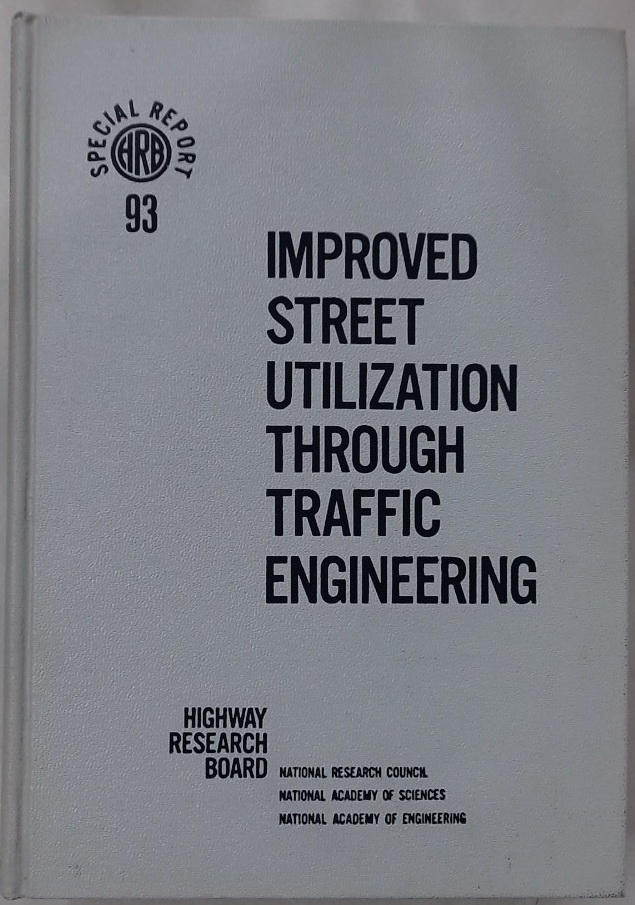 SPECIAL REPORT
HRB
93
IMPROVED
STREET
UTILIZATION
THROUGH
TRAFFIC
ENGINEERING
HIGHWAY
RESEARCH
BOARD
NATIONAL RESEARCH COUNCIL
NATIONAL ACADEMY OF SCIENCES
NATIONAL ACADEMY OF ENGINEERING